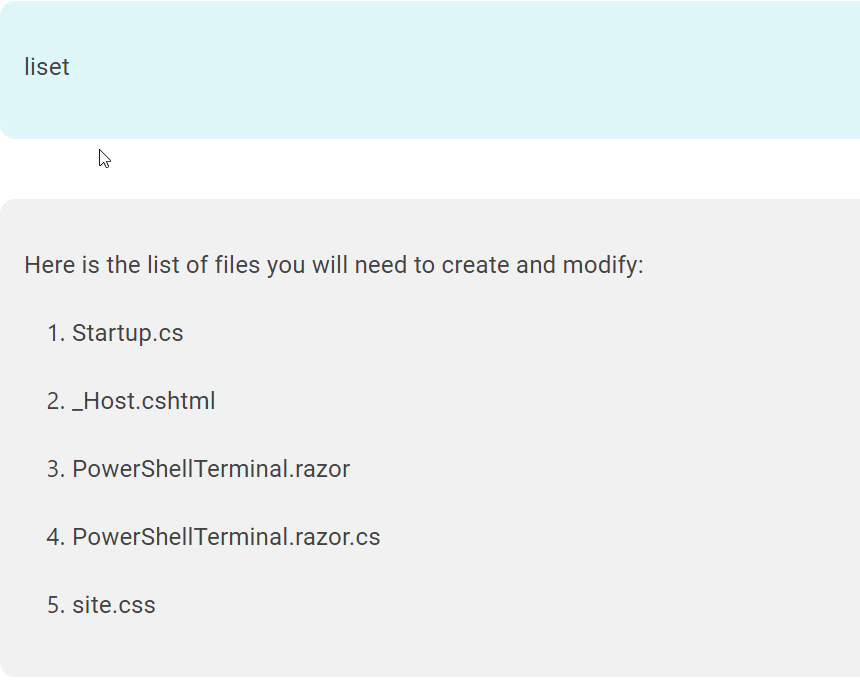 liset
Here is the list of files you will need to create and modify:
1. Startup.cs
2. _Host.cshtml
3. PowerShellTerminal.razor
4. PowerShellTerminal.razor.cs
5. site.css